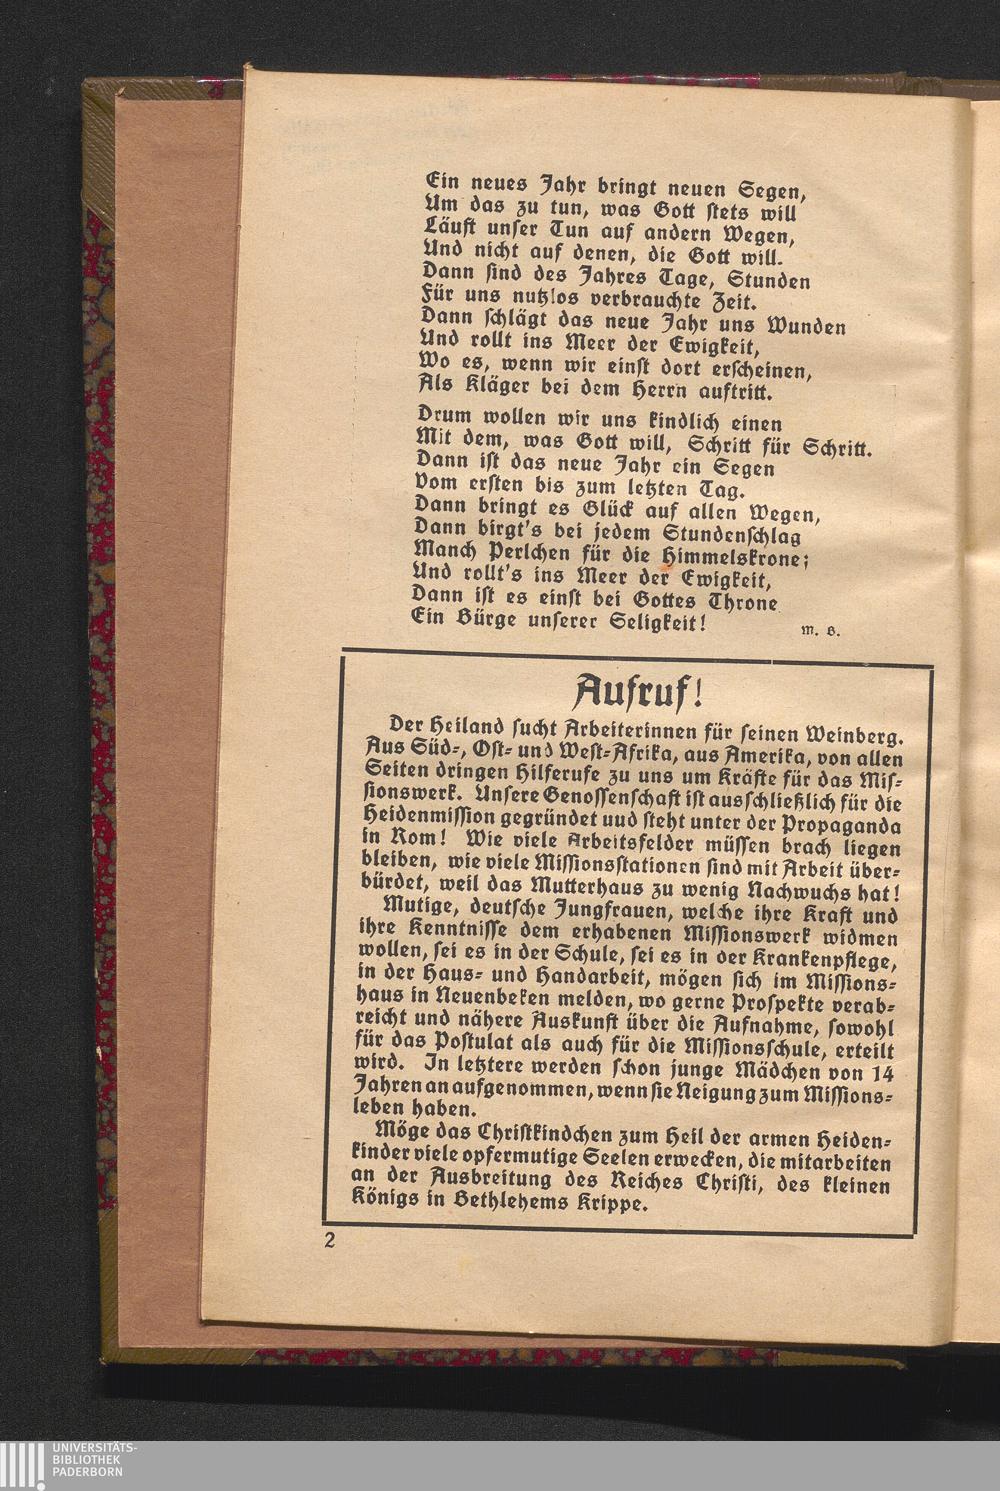 Ein neues Jahr bringt neuen Segen,
Um das zu tun, was Gott stets will
Läuft unser Tun auf andern Wegen,
Und nicht auf denen, die Gott will.
Dann sind des Jahres Tage, Stunden
Für uns nutzlos verbrauchte Zeit.
Dann schlägt das neue Jahr uns Wunden
Und rollt ins Meer der Ewigkeit,
Wo es, wenn wir einst dort erscheinen,
Als Kläger bei dem Herrn auftritt.
Drum wollen wir uns kindlich einen
Mit dem, was Gott will, Schritt für Schritt.
Dann ist das neue Jahr ein Segen
Vom ersten bis zum letzten Tag.
Dann bringt es Glück auf allen Wegen,
Dann birgt's bei jedem Stundenschlag
Manch Perlchen für die Himmelskrone;
Und rollt's ins Meer der Ewigkeit,
Dann ist es einst bei Gottes Throne
Ein Bürge unserer Seligkeit!
M. B.
Aufruf!
Der Heiland sucht Arbeiterinnen für seinen Weinberg.
Aus Süd-, Ost- und West-Afrika, aus Amerika, von allen
Seiten dringen Hilferufe zu uns um Kräfte für das Mis-
sionswerk. Unsere Genossenschaft ist ausschließlich für die
Heidenmission gegründet uud steht unter der Propaganda
in Rom! Wie viele Arbeitsfelder müssen brach liegen
bleiben, wie viele Missionsstationen sind mit Arbeit über-
bürdet, weil das Mutterhaus zu wenig Nachwuchs hat!
Mutige, deutsche Jungfrauen, welche ihre Kraft und
ihre Kenntnisse dem erhabenen Missionswerk widmen
wollen, sei es in der Schule, sei es in der Krankenpflege,
in der Haus- und Handarbeit, mögen sich im Missions-
haus in Neuenbeken melden, wo gerne Prospekte verab-
reicht und nähere Auskunft über die Aufnahme, sowohl
für das Postulat als auch für die Missionsschule, erteilt
wird. In letztere werden schon junge Mädchen von 14
Jahren an aufgenommen, wenn sie Neigung zum Missions-
leben haben.
Möge das Christkindchen zum Heil der armen Heiden-
kinder viele opfermutige Seelen erwecken, die mitarbeiten
an der Ausbreitung des Reiches Christi, des kleinen
Königs in Bethlehems Krippe.
2
UNIVERSITÄTS-
BIBLIOTHEK
PADERBORN